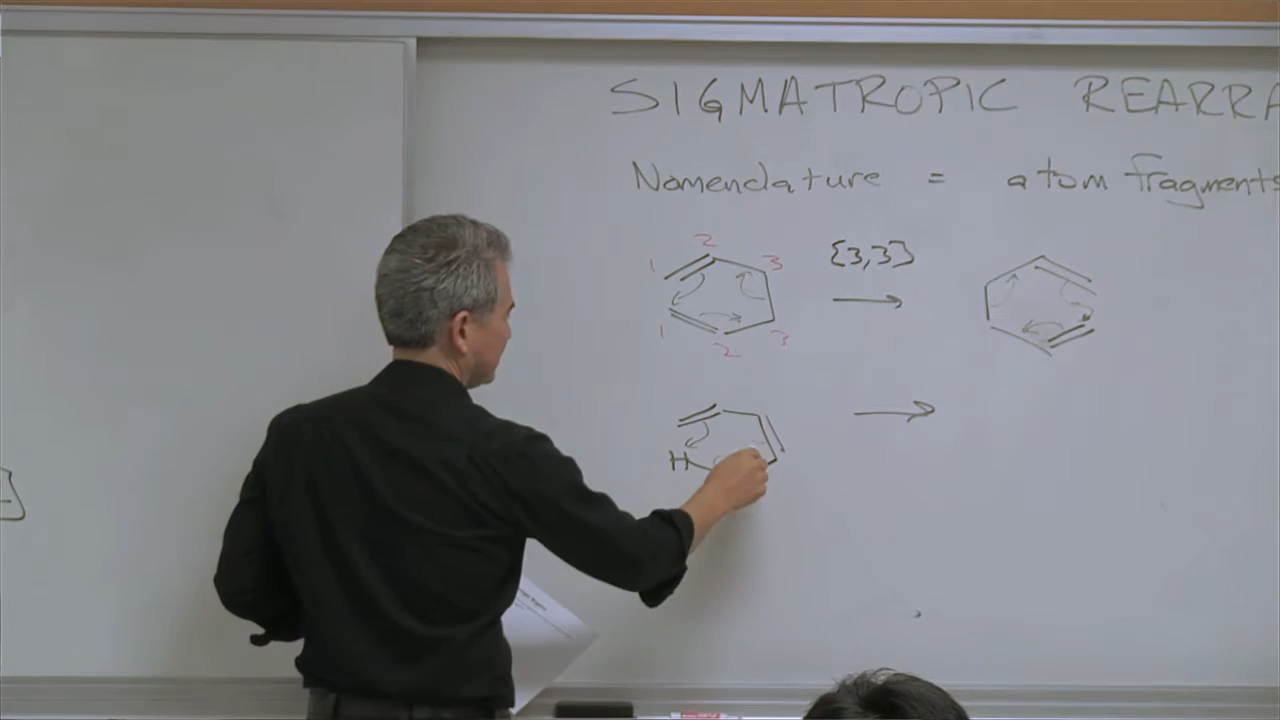 SIGMATROPIC REARRA
Nomenclature = atom fragments
1 2 3
{3,3}
1 2 3
H